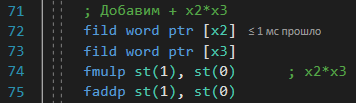 71 ; Добавим + x2*x3
72 fild word ptr [x2] ≤ 1 мс прошло
73 fild word ptr [x3]
74 fmulp st(1), st(0) ; x2*x3
75 faddp st(1), st(0)